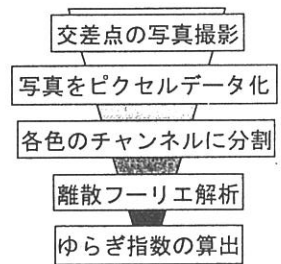 交差点の写真撮影
写真をピクセルデータ化
各色のチャンネルに分割
離散フーリエ解析
ゆらぎ指数の算出